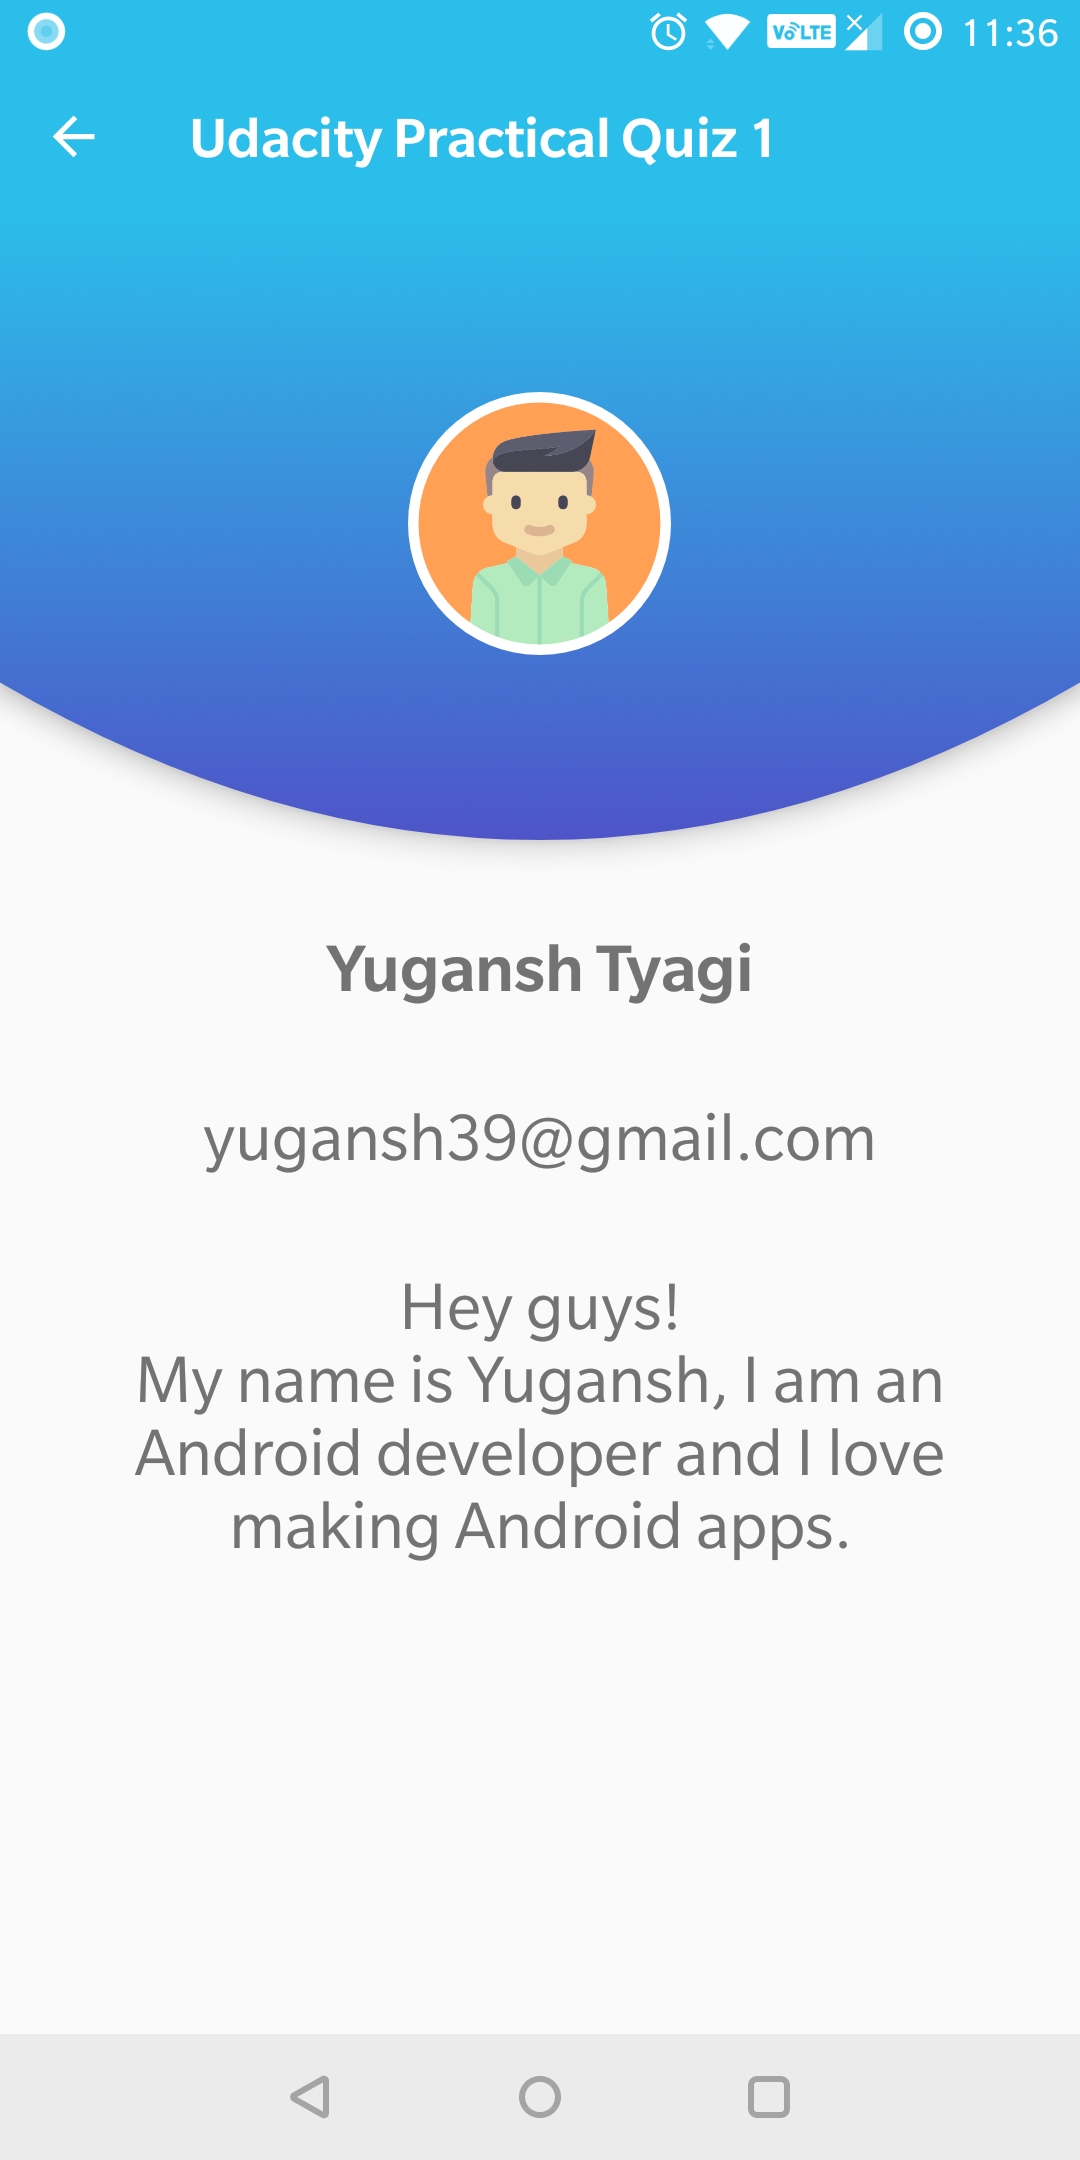 VoLTE 11:36
Udacity Practical Quiz 1
Yugansh Tyagi
yugansh39@gmail.com
Hey guys!
My name is Yugansh, I am an
Android developer and I love
making Android apps.